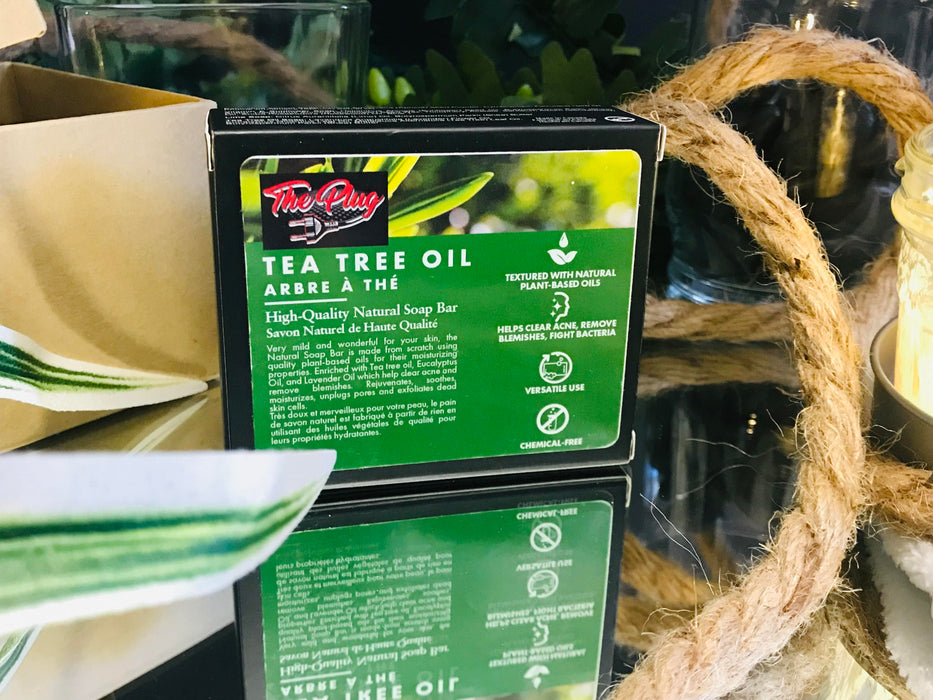 The Plug
TEA TREE OIL
ARBRE À THÉ
High-Quality Natural Soap Bar
Savon Naturel de Haute Qualité
Very mild and wonderful for your skin, the
Natural Soap Bar is made from scratch using
quality plant-based oils for their moisturizing
properties. Enriched with Tea tree oil, Eucalyptus
Oil, and Lavender Oil which help clear acne and
remove blemishes. Rejuvenates, soothes,
moisturizes, unplugs pores and exfoliates dead
skin cells.
Très doux et merveilleux pour votre peau, le pain
de savon naturel est fabriqué à partir de rien en
utilisant des huiles végétales de qualité pour
leurs propriétés hydratantes.
TEXTURED WITH NATURAL
PLANT-BASED OILS
HELPS CLEAR ACNE, REMOVE
BLEMISHES, FIGHT BACTERIA
VERSATILE USE
CHEMICAL-FREE